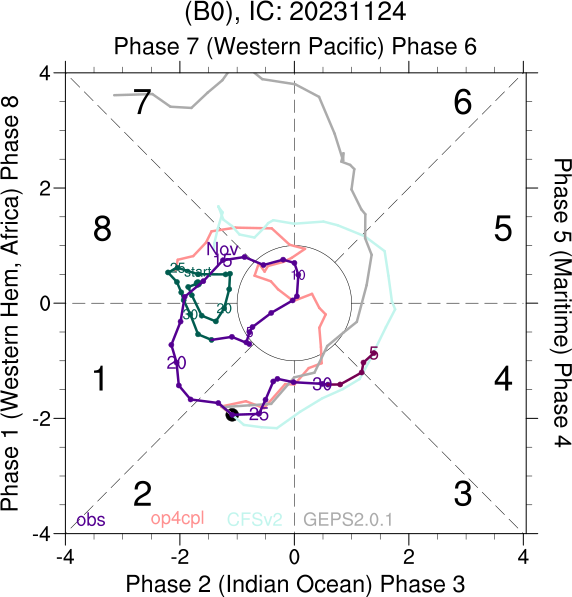 (B0), IC: 20231124
Phase 7 (Western Pacific) Phase 6
Phase 1 (Western Hem, Africa) Phase 8
Phase 5 (Maritime) Phase 4
4
7
6
2
8
5
Nov
15
25
start
10
20
30
0
5
5
20
1
4
30
25
-2
2
3
obs
op4cpl
CFSv2
GEPS2.0.1
-4
-4
-2
0
2
4
Phase 2 (Indian Ocean) Phase 3